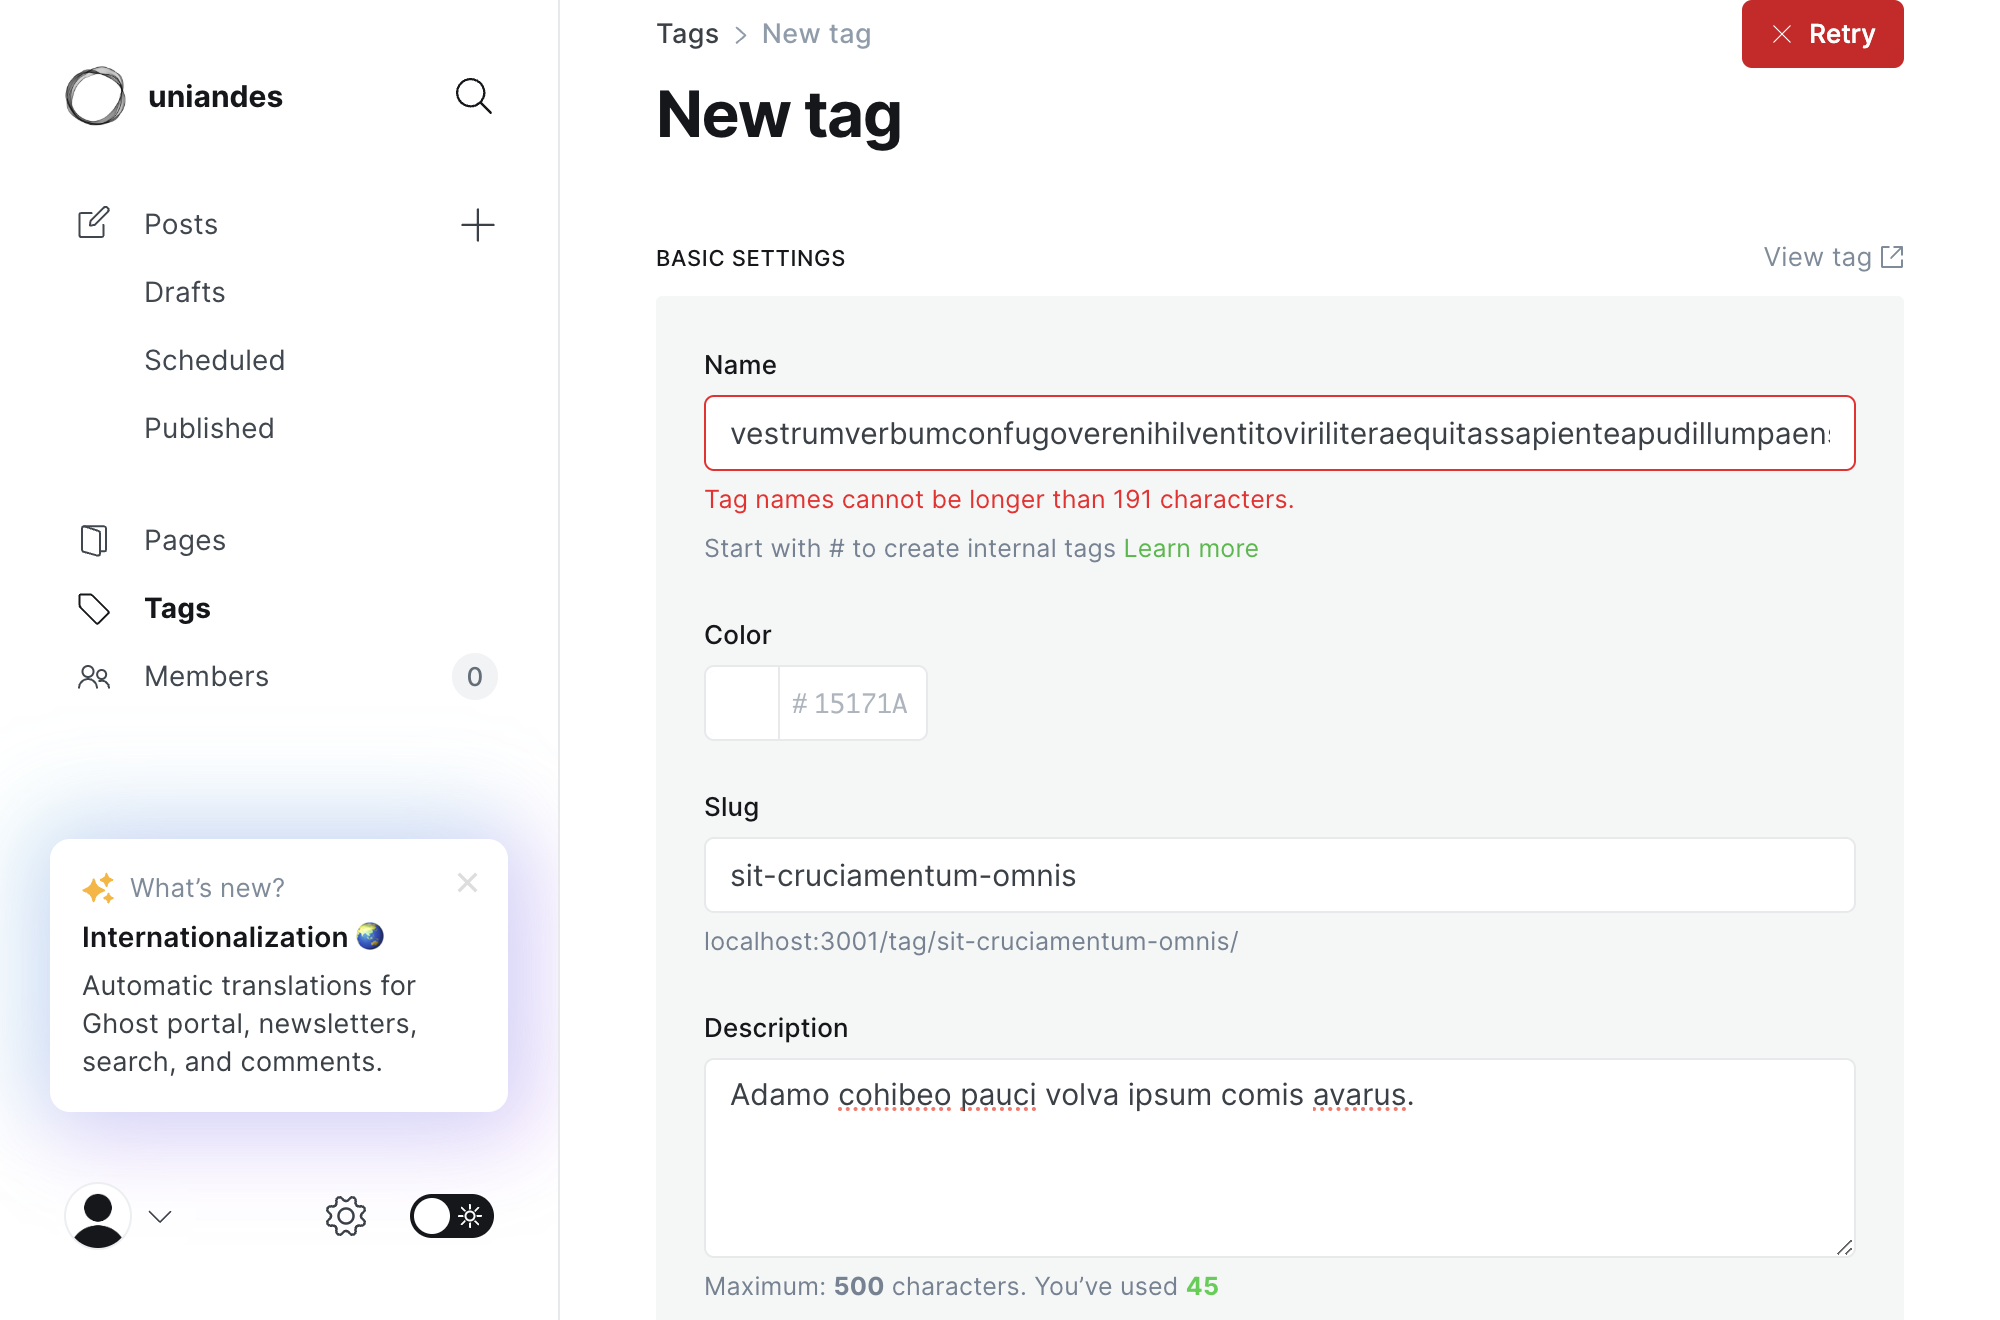 uniandes
Posts
Drafts
Scheduled
Published
Pages
Tags
Members
0
What's new?
Internationalization
Automatic translations for
Ghost portal, newsletters,
search, and comments.
Tags > New tag
Retry
New tag
BASIC SETTINGS
View tag
Name
vestrumverbumconfugoverenihilventitoviriliteraequitassapienteapudillumpaens
Tag names cannot be longer than 191 characters.
Start with # to create internal tags Learn more
Color
# 15171A
Slug
sit-cruciamentum-omnis
localhost:3001/tag/sit-cruciamentum-omnis/
Description
Adamo cohibeo pauci volva ipsum comis avarus.
Maximum: 500 characters. You’ve used 45